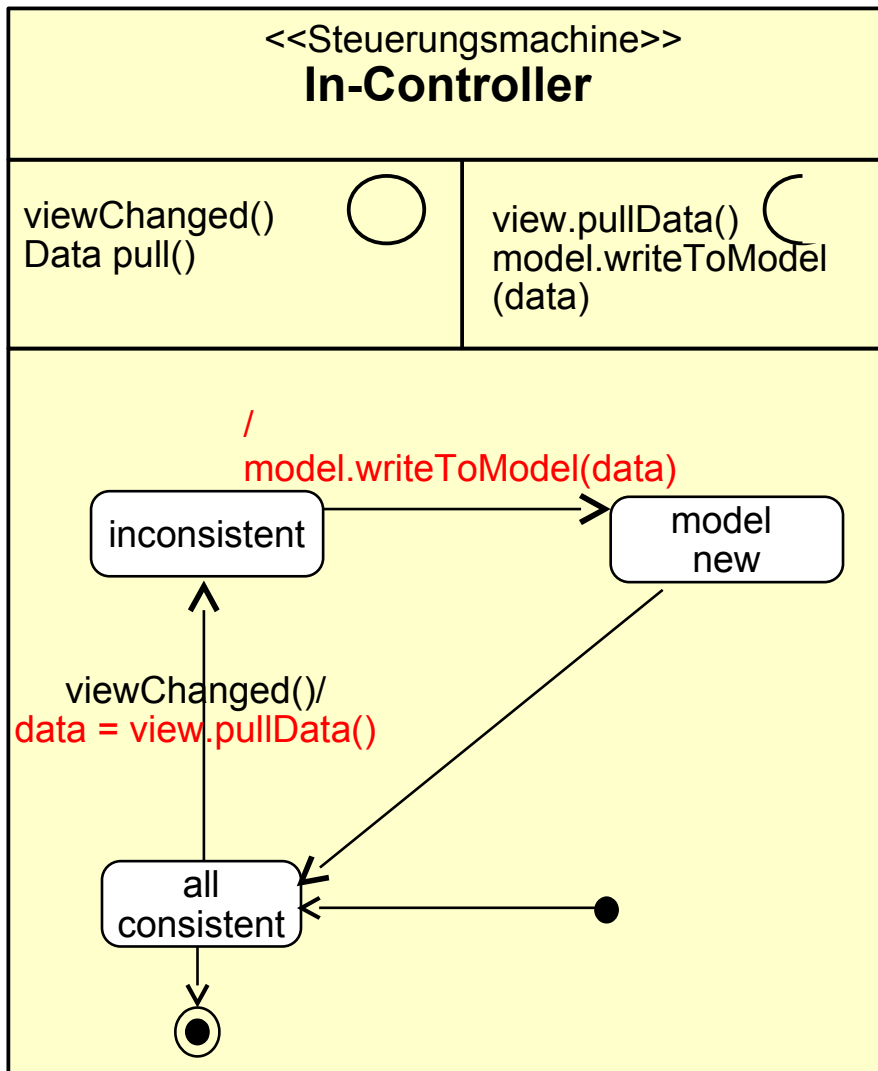 <<Steuerungsmachine>>
In-Controller
viewChanged()
Data pull()
view.pullData()
model.writeToModel
(data)
/
model.writeToModel(data)
inconsistent
model
new
viewChanged()/
data = view.pullData()
all
consistent